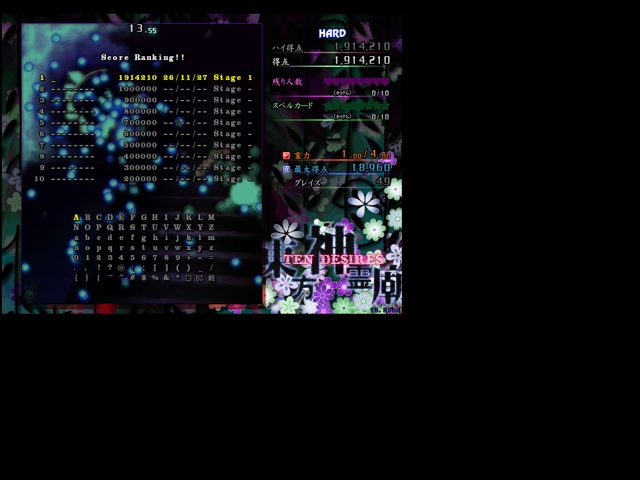 13.55
HARD
Score Ranking!!
ハイ得点 1,914,210
得点 1,914,210
残り人数
0/10
スペルカード
0/10
1 _ 1914210 26/11/27 Stage 1
2 -------- 1000000 --/--/-- Stage -
3 -------- 900000 --/--/-- Stage -
4 -------- 800000 --/--/-- Stage -
5 -------- 700000 --/--/-- Stage -
6 -------- 600000 --/--/-- Stage -
7 -------- 500000 --/--/-- Stage -
8 -------- 400000 --/--/-- Stage -
9 -------- 300000 --/--/-- Stage -
10 -------- 200000 --/--/-- Stage -
霊力 1.00/4.00
最大得点 18,960
グレイズ 49
A B C D E F G H I J K L M
N O P Q R S T U V W X Y Z
a b c d e f g h i j k l m
n o p q r s t u v w x y z
0 1 2 3 4 5 6 7 8 9 + - =
. , ! ? @ : ; [ ] ( ) _ /
{ } | ~ ^ # $ % & * 終
東方神霊廟
TEN DESIRES